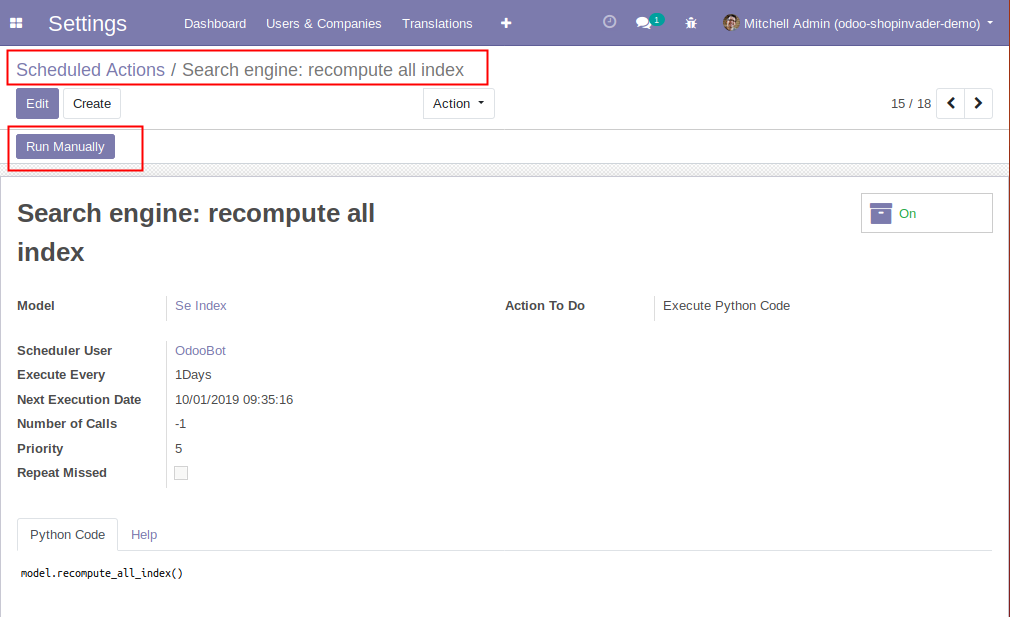 Settings Dashboard Users & Companies Translations 1 Mitchell Admin (odoo-shopinvader-demo)
Scheduled Actions / Search engine: recompute all index
Edit Create Action 15 / 18
Run Manually
Search engine: recompute all
index
On
Model Se Index Action To Do Execute Python Code
Scheduler User OdooBot
Execute Every 1Days
Next Execution Date 10/01/2019 09:35:16
Number of Calls -1
Priority 5
Repeat Missed
Python Code Help
model.recompute_all_index()